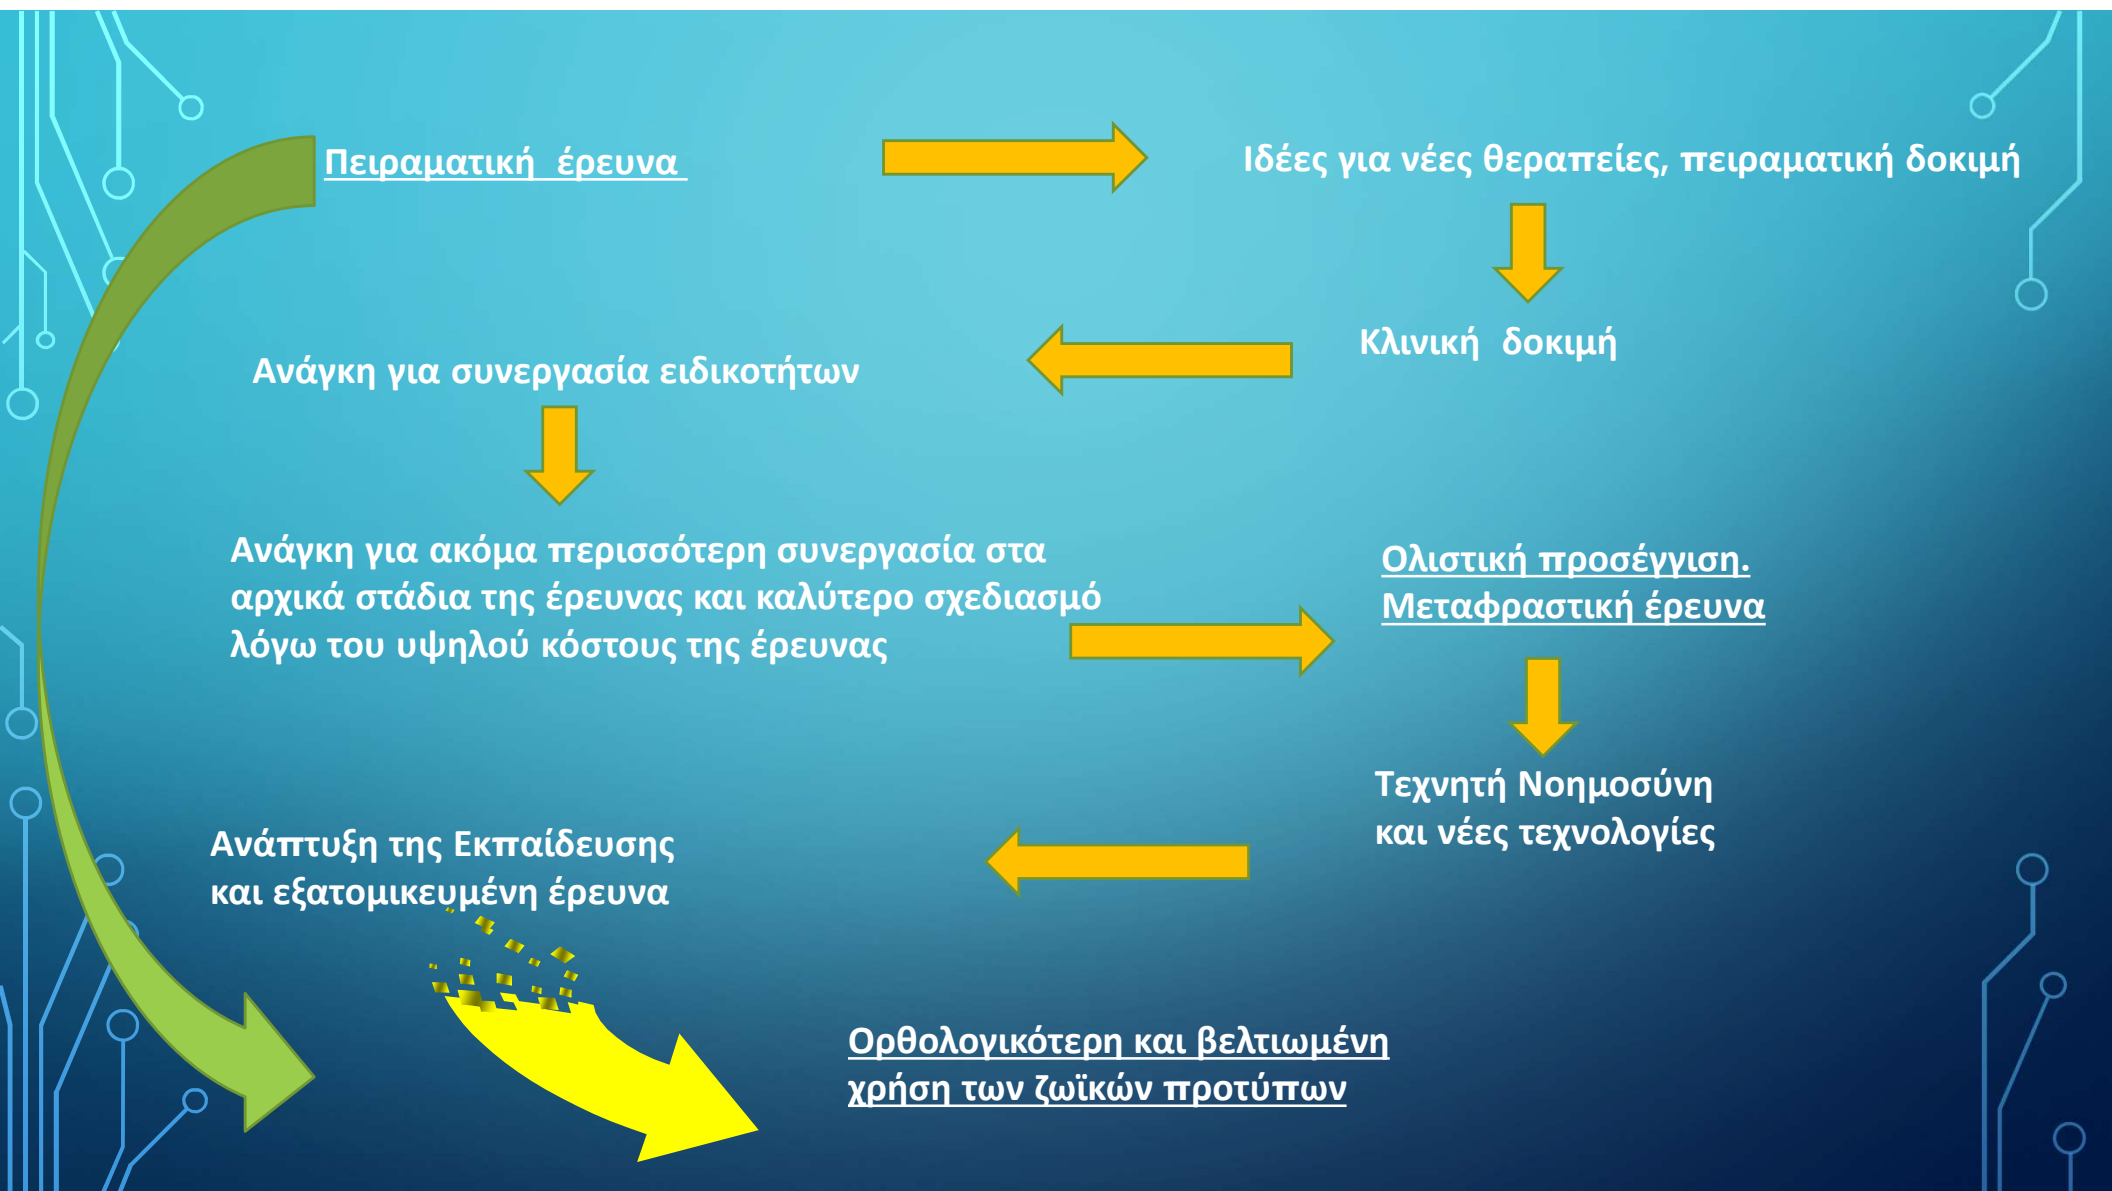 Πειραματική έρευνα
Ιδέες για νέες θεραπείες, πειραματική δοκιμή
Κλινική δοκιμή
Ανάγκη για συνεργασία ειδικοτήτων
Ανάγκη για ακόμα περισσότερη συνεργασία στα
αρχικά στάδια της έρευνας και καλύτερο σχεδιασμό
λόγω του υψηλού κόστους της έρευνας
Ολιστική προσέγγιση.
Μεταφραστική έρευνα
Τεχνητή Νοημοσύνη
και νέες τεχνολογίες
Ανάπτυξη της Εκπαίδευσης
και εξατομικευμένη έρευνα
Ορθολογικότερη και βελτιωμένη
χρήση των ζωϊκών προτύπων